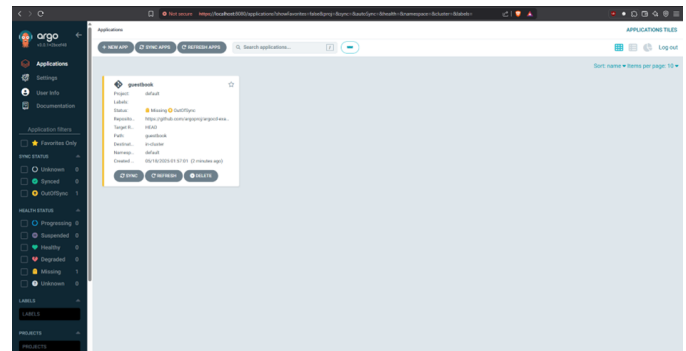 Not secure https://localhost:8080/applications?showFavorites=false&proj=&sync=&autoSync=&health=&namespace=&cluster=&labels=
argo
Applications
Settings
User Info
Documentation
Application filters
Favorites Only
SYNC STATUS
Unknown 0
Synced 0
OutOfSync 1
HEALTH STATUS
Progressing 0
Suspended 0
Healthy 0
Degraded 0
Missing 1
Unknown 0
LABELS
LABELS
PROJECTS
PROJECTS
Applications
APPLICATIONS TILES
+ NEW APP
SYNC APPS
REFRESH APPS
Search applications...
Log out
Sort: name Items per page: 10
guestbook
Project: default
Labels:
Status: Missing OutOfSync
Reposito... https://github.com/argoproj/argocd-exa...
Target R... HEAD
Path: guestbook
Destinat... in-cluster
Namesp... default
Created... (2 minutes ago)
SYNC
REFRESH
DELETE